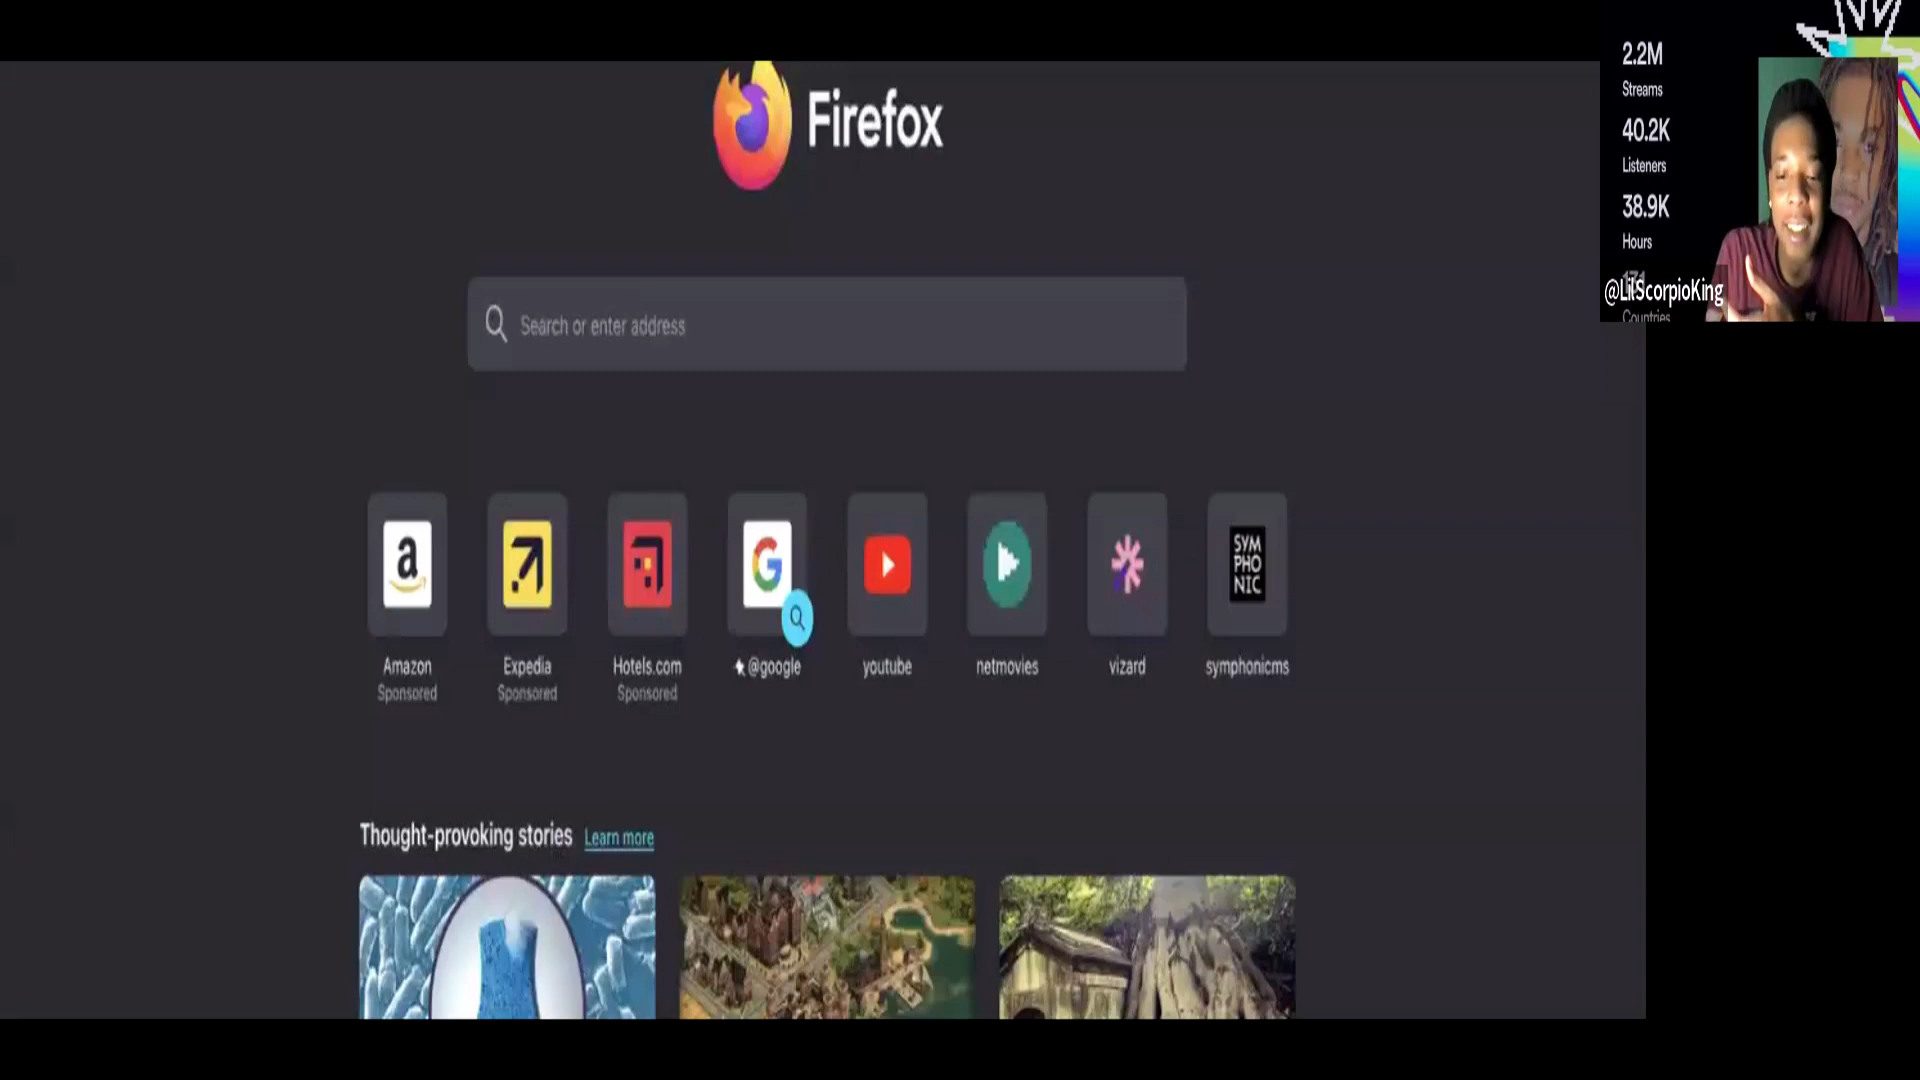 Firefox
Search or enter address
a
G
SYM
PHO
NIC
Amazon
Sponsored
Expedia
Sponsored
Hotels.com
Sponsored
@google
youtube
netmovies
vizard
symphonicms
Thought-provoking stories Learn more
2.2M
Streams
40.2K
Listeners
38.9K
Hours
@LilScorpioKing
Countries